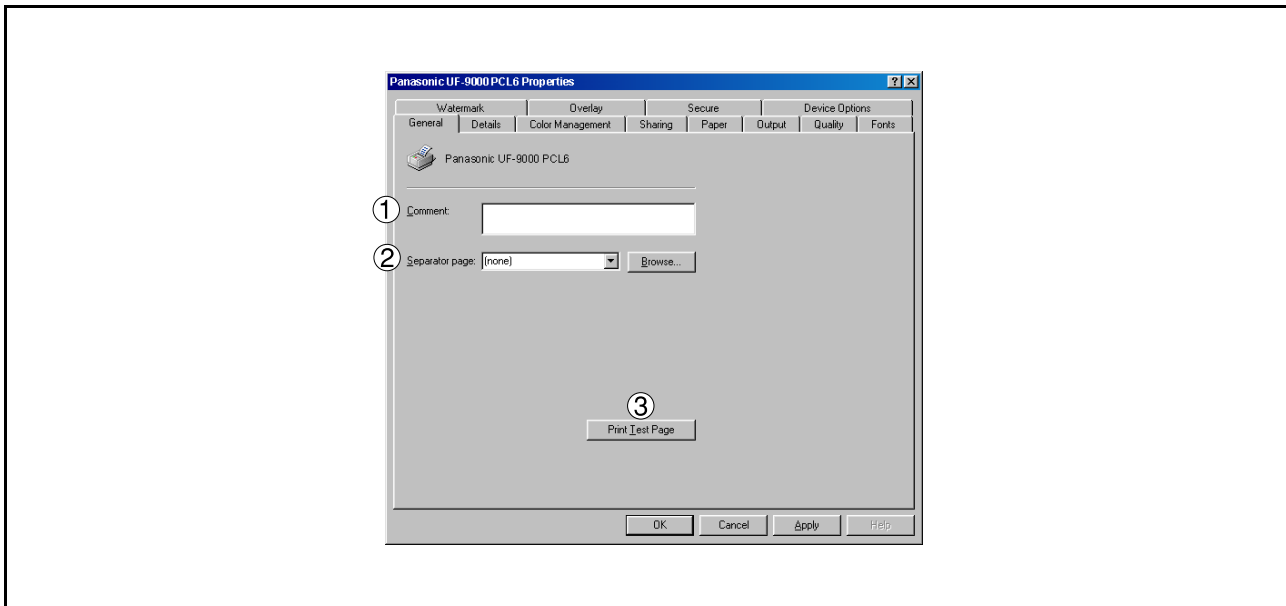 Panasonic UF-9000 PCL6 Properties
Watermark Overlay Secure Device Options
General Details Color Management Sharing Paper Output Quality Fonts
Panasonic UF-9000 PCL6
① Comment:
② Separator page: (none) Browse...
③
Print Test Page
OK Cancel Apply Help